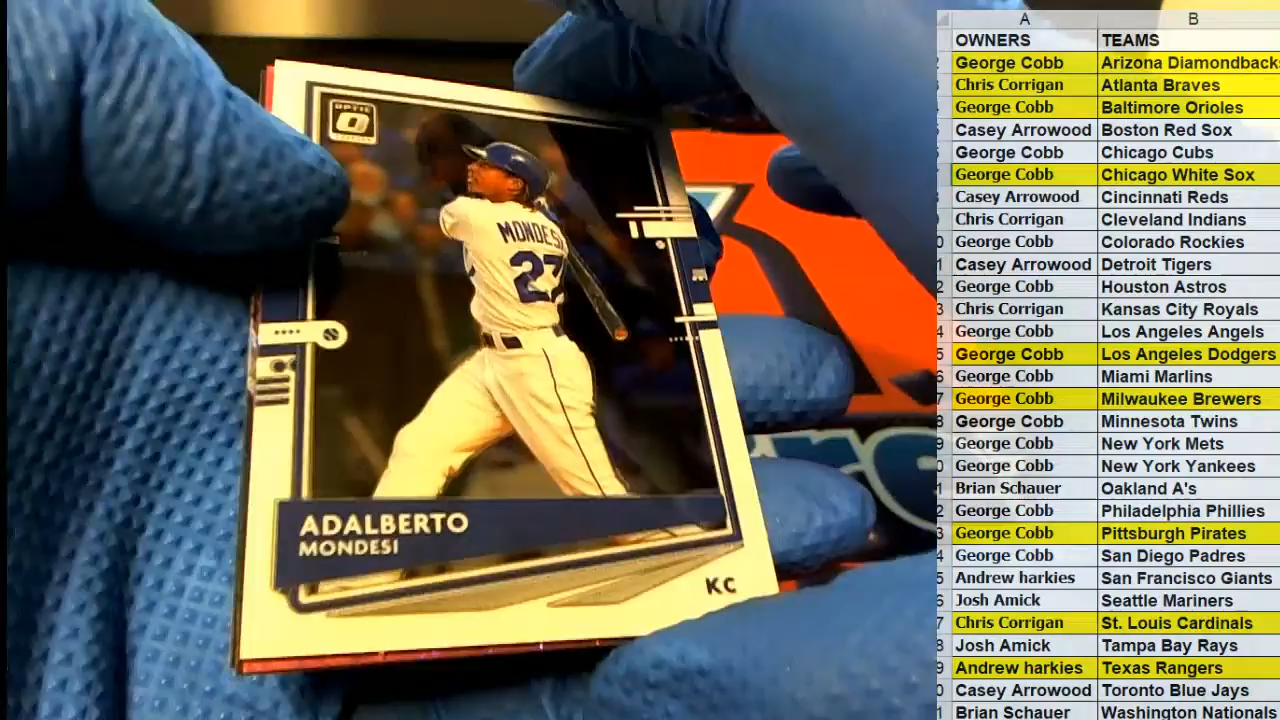 OPTIC
MONDESI
27
ADALBERTO
MONDESI
KC
A B
OWNERS TEAMS
George Cobb Arizona Diamondbacks
Chris Corrigan Atlanta Braves
George Cobb Baltimore Orioles
Casey Arrowood Boston Red Sox
George Cobb Chicago Cubs
George Cobb Chicago White Sox
Casey Arrowood Cincinnati Reds
Chris Corrigan Cleveland Indians
George Cobb Colorado Rockies
Casey Arrowood Detroit Tigers
George Cobb Houston Astros
Chris Corrigan Kansas City Royals
George Cobb Los Angeles Angels
George Cobb Los Angeles Dodgers
George Cobb Miami Marlins
George Cobb Milwaukee Brewers
George Cobb Minnesota Twins
George Cobb New York Mets
George Cobb New York Yankees
Brian Schauer Oakland A's
George Cobb Philadelphia Phillies
George Cobb Pittsburgh Pirates
George Cobb San Diego Padres
Andrew harkies San Francisco Giants
Josh Amick Seattle Mariners
Chris Corrigan St. Louis Cardinals
Josh Amick Tampa Bay Rays
Andrew harkies Texas Rangers
Casey Arrowood Toronto Blue Jays
Brian Schauer Washington Nationals